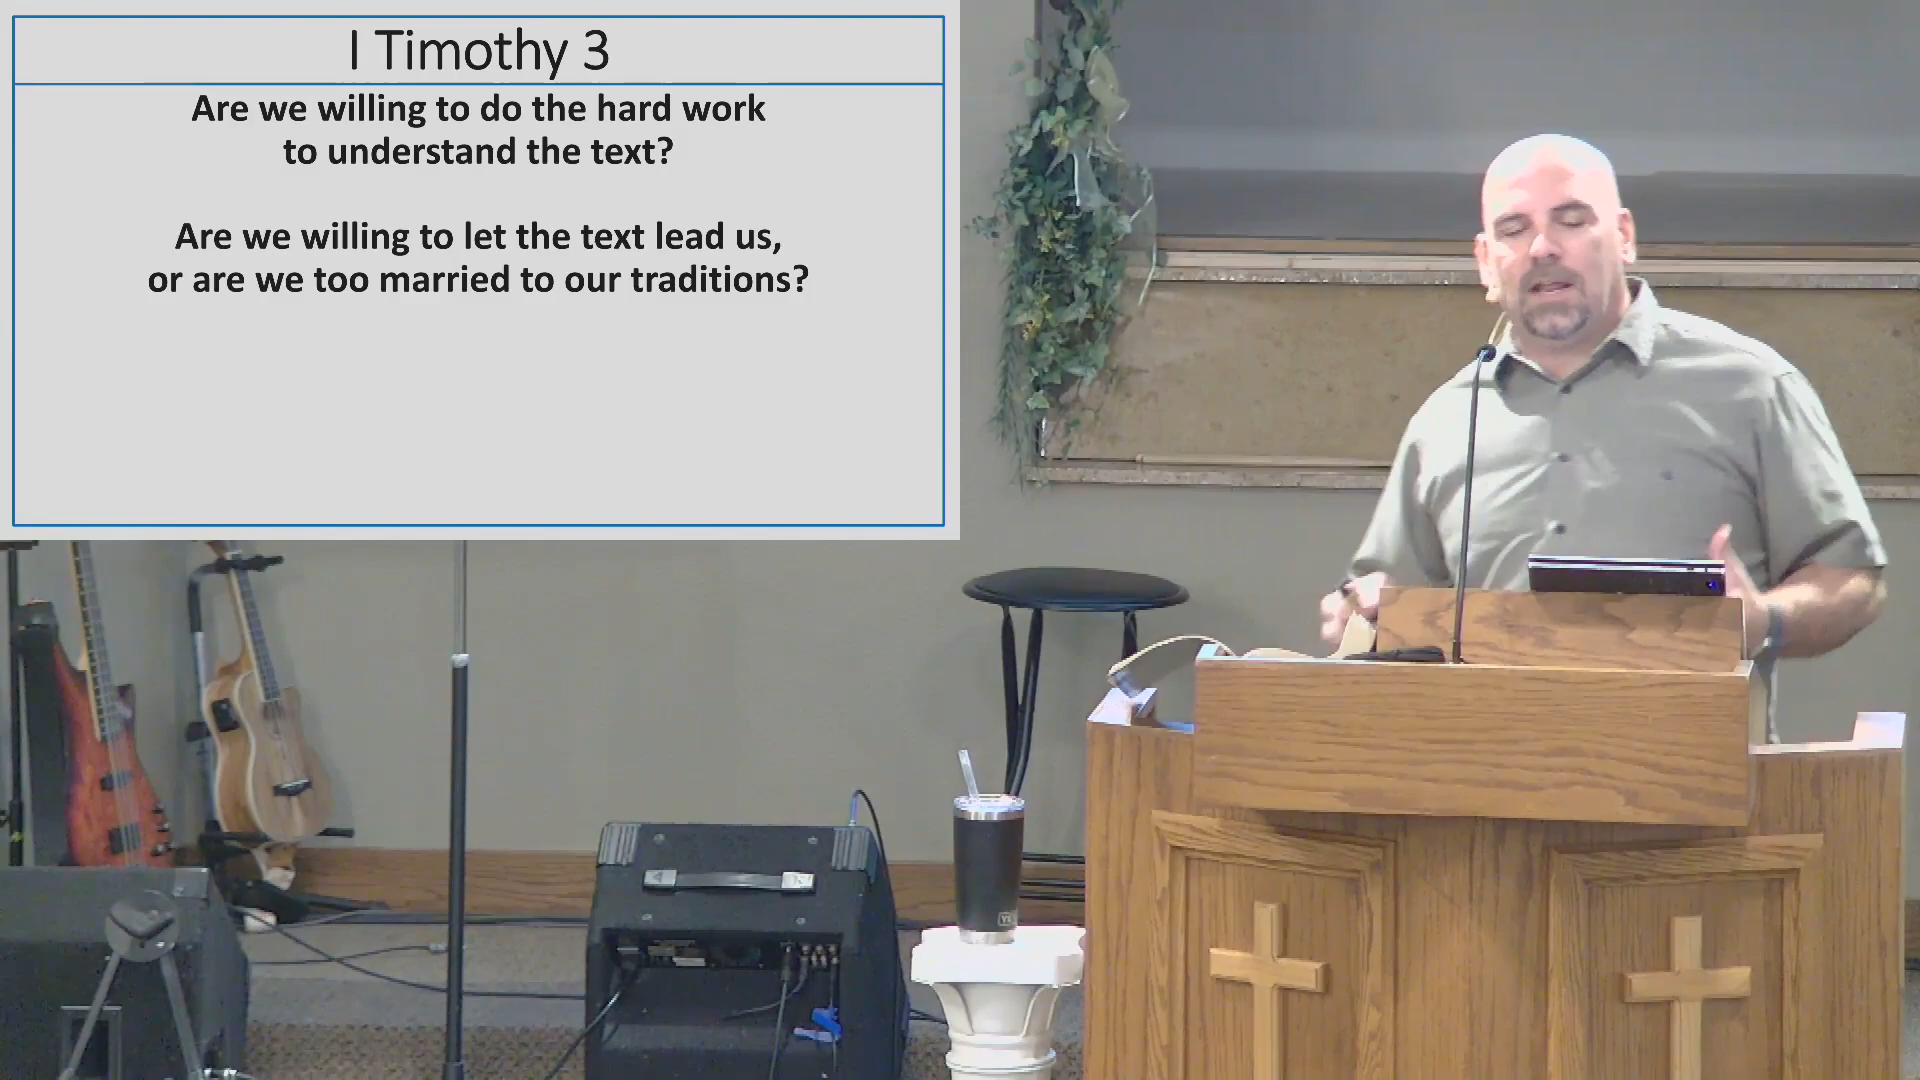 I Timothy 3
Are we willing to do the hard work
to understand the text?
Are we willing to let the text lead us,
or are we too married to our traditions?